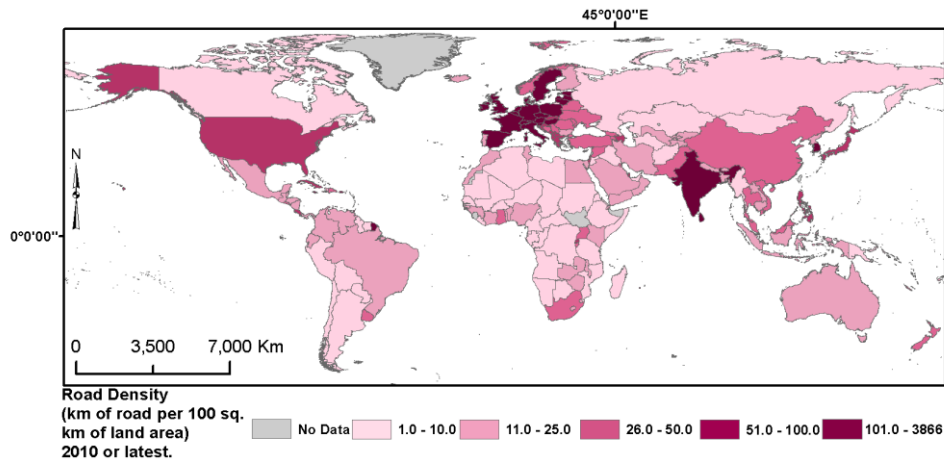 45°0'00"E
N
0°0'00"
0 3,500 7,000 Km
Road Density
(km of road per 100 sq.
km of land area)
2010 or latest.
No Data 1.0 - 10.0 11.0 - 25.0 26.0 - 50.0 51.0 - 100.0 101.0 - 3866